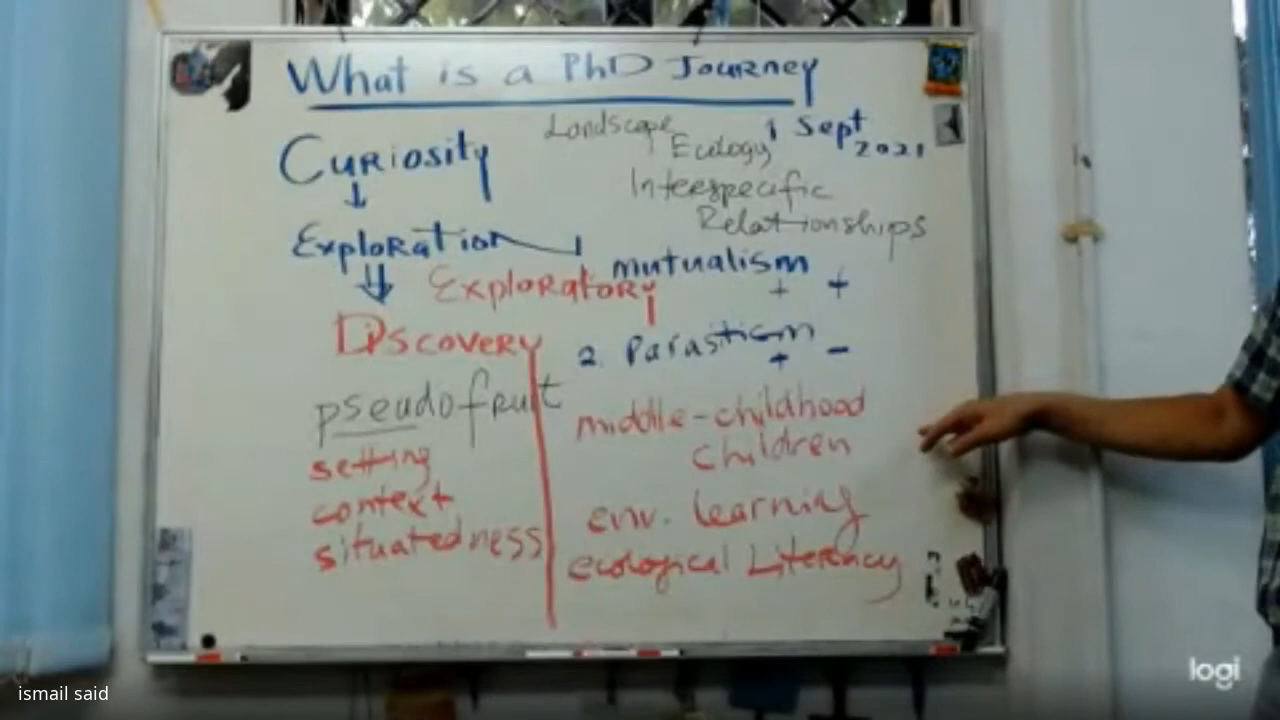 What is a PhD Journey
Landscape
1 Sept
2021
Ecology
Curiosity
Interspecific
Relationships
Exploration
mutualism
+ +
Exploratory
Discovery
2. Parasticm
+ -
pseudofruit
middle-childhood
children
setting
context
situatedness
env. learning
ecological Literacy
logi
ismail said